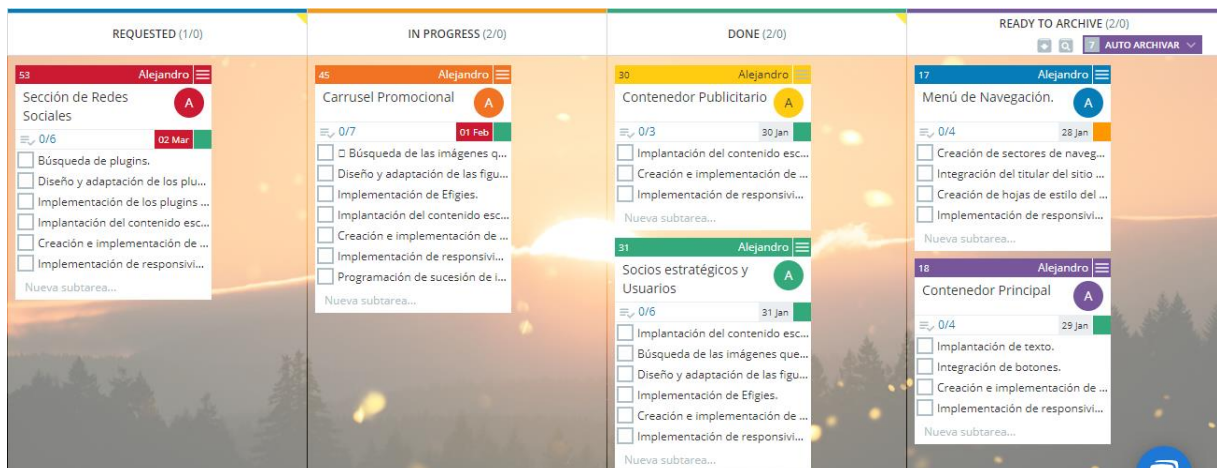 REQUESTED (1/0)
53 Alejandro
Sección de Redes
Sociales
A
0/6 02 Mar
Búsqueda de plugins.
Diseño y adaptación de los plu...
Implementación de los plugins ...
Implantación del contenido esc...
Creación e implementación de ...
Implementación de responsivi...
Nueva subtarea...
IN PROGRESS (2/0)
45 Alejandro
Carrusel Promocional
A
0/7 01 Feb
Búsqueda de las imágenes q...
Diseño y adaptación de las figu...
Implementación de Efigies.
Implantación del contenido esc...
Creación e implementación de ...
Implementación de responsivi...
Programación de sucesión de i...
Nueva subtarea...
DONE (2/0)
30 Alejandro
Contenedor Publicitario
A
0/3 30 Jan
Implantación del contenido esc...
Creación e implementación de ...
Implementación de responsivi...
Nueva subtarea...
31 Alejandro
Socios estratégicos y
Usuarios
A
0/6 31 Jan
Implantación del contenido esc...
Búsqueda de las imágenes que...
Diseño y adaptación de las figu...
Implementación de Efigies.
Creación e implementación de ...
Implementación de responsivi...
Nueva subtarea...
READY TO ARCHIVE (2/0)
7 AUTO ARCHIVAR
17 Alejandro
Menú de Navegación.
A
0/4 28 Jan
Creación de sectores de naveg...
Integración del titular del sitio ...
Creación de hojas de estilo del ...
Implementación de responsivi...
Nueva subtarea...
18 Alejandro
Contenedor Principal
A
0/4 29 Jan
Implantación de texto.
Integración de botones.
Creación e implementación de ...
Implementación de responsivi...
Nueva subtarea...